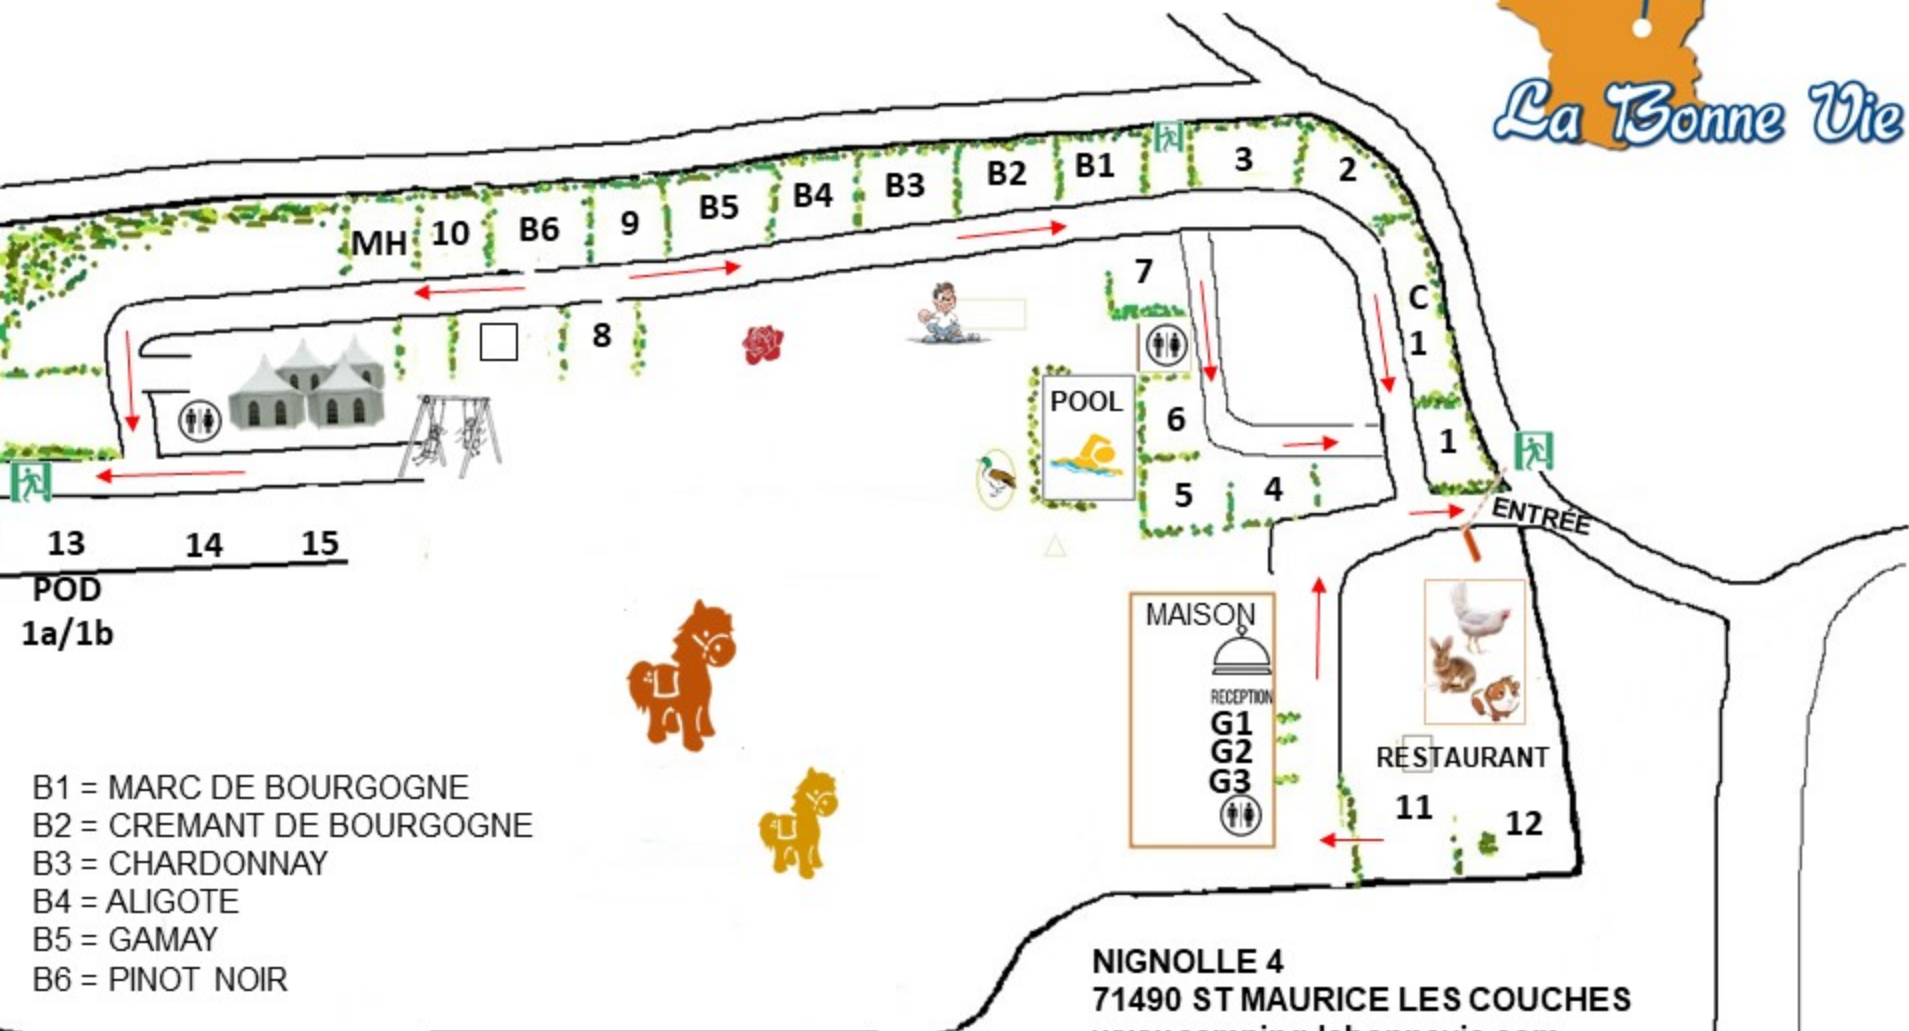 La Bonne Vie
MH
10
B6
9
B5
B4
B3
B2
B1
3
2
7
8
C
1
POOL
6
1
5
4
ENTRÉE
13
14
15
POD
1a/1b
MAISON
RECEPTION
G1
G2
G3
RESTAURANT
11
12
B1 = MARC DE BOURGOGNE
B2 = CREMANT DE BOURGOGNE
B3 = CHARDONNAY
B4 = ALIGOTE
B5 = GAMAY
B6 = PINOT NOIR
NIGNOLLE 4
71490 ST MAURICE LES COUCHES